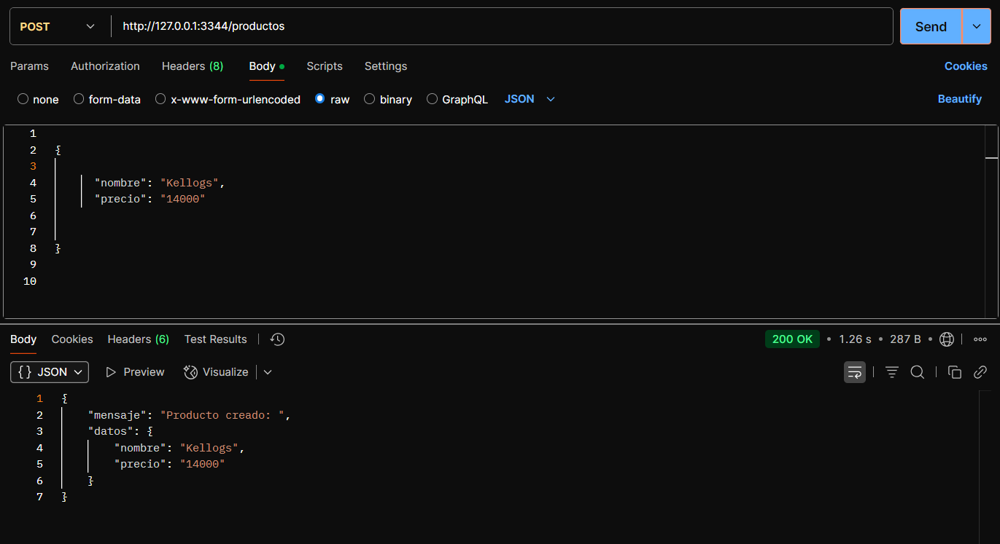 POST http://127.0.0.1:3344/productos Send
Params Authorization Headers (8) Body Scripts Settings Cookies
none form-data x-www-form-urlencoded raw binary GraphQL JSON Beautify
1
2 {
3
4 "nombre": "Kellogs",
5 "precio": "14000"
6
7
8 }
9
10
Body Cookies Headers (6) Test Results 200 OK • 1.26 s • 287 B •
{} JSON Preview Visualize
1 {
2 "mensaje": "Producto creado: ",
3 "datos": {
4 "nombre": "Kellogs",
5 "precio": "14000"
6 }
7 }